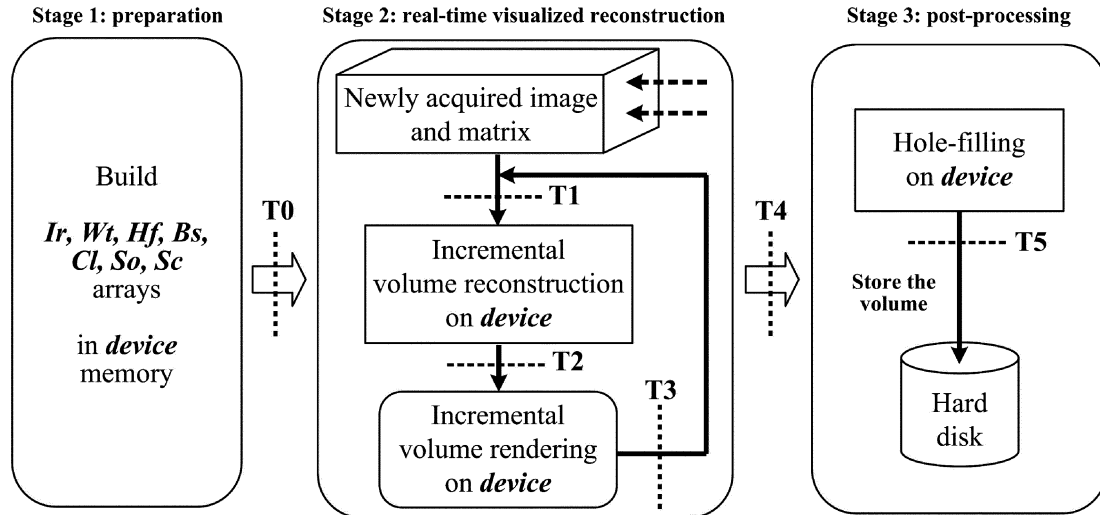 Stage 1: preparation
Build
Ir, Wt, Hf, Bs,
Cl, So, Sc
arrays
in device
memory
T0
Stage 2: real-time visualized reconstruction
Newly acquired image
and matrix
T1
Incremental
volume reconstruction
on device
T2
Incremental
volume rendering
on device
T3
T4
Stage 3: post-processing
Hole-filling
on device
T5
Store the
volume
Hard
disk